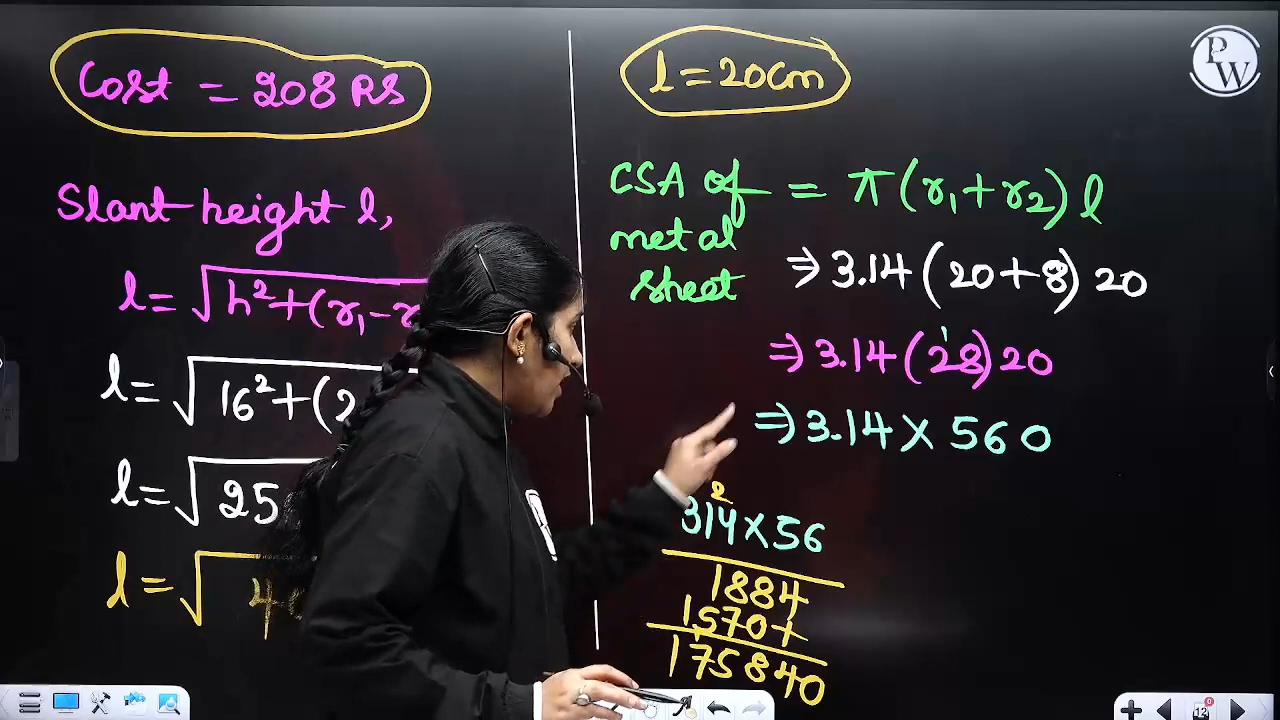 Cost = 208 RS
Slant height l,
l = √h²+(r₁-r
l = √16²+(2
l = √25
l = √4
l = 20cm
CSA of metal sheet = π(r₁+r₂)l
⇒ 3.14(20+8)20
⇒ 3.14(28)20
⇒ 3.14×560
314×56
1884
1570+
175840
PW
12